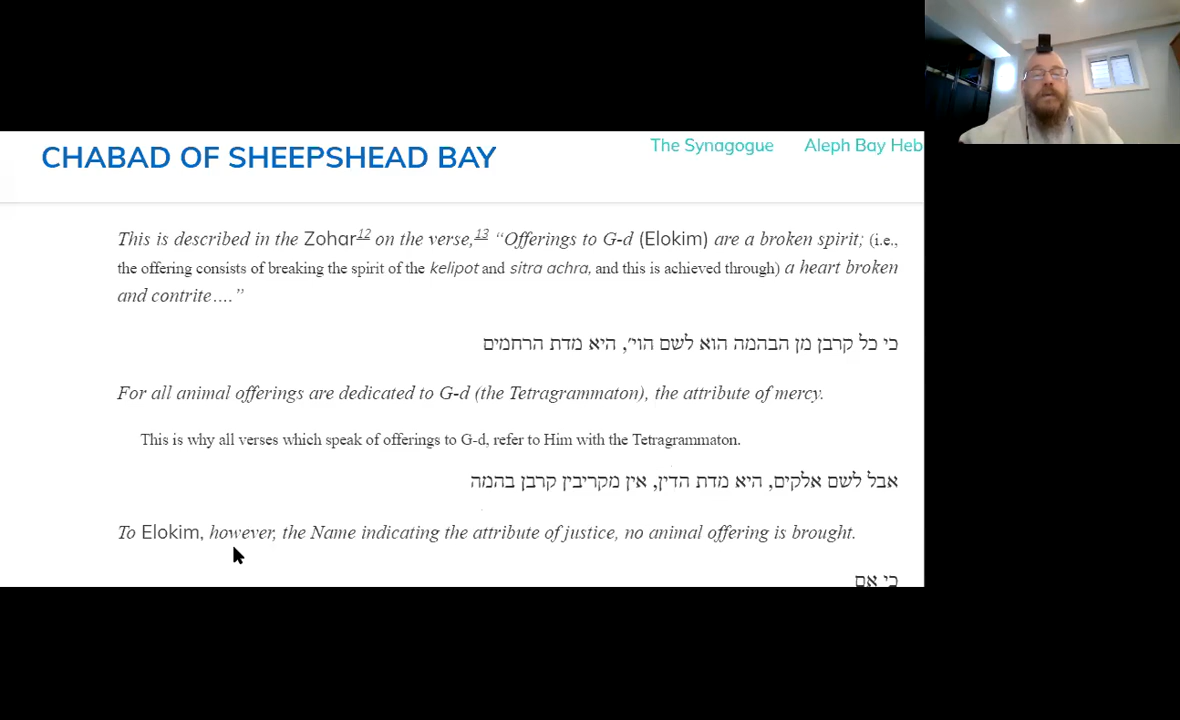 The Synagogue Aleph Bay Heb
CHABAD OF SHEEPSHEAD BAY
This is described in the Zohar12 on the verse,13 “Offerings to G-d (Elokim) are a broken spirit; (i.e.,
the offering consists of breaking the spirit of the kelipot and sitra achra, and this is achieved through) a heart broken
and contrite….”
כי כל קרבן מן הבהמה הוא לשם הוי׳, היא מדת הרחמים
For all animal offerings are dedicated to G-d (the Tetragrammaton), the attribute of mercy.
This is why all verses which speak of offerings to G-d, refer to Him with the Tetragrammaton.
אבל לשם אלקים, היא מדת הדין, אין מקריבין קרבן בהמה
To Elokim, however, the Name indicating the attribute of justice, no animal offering is brought.
כי אם